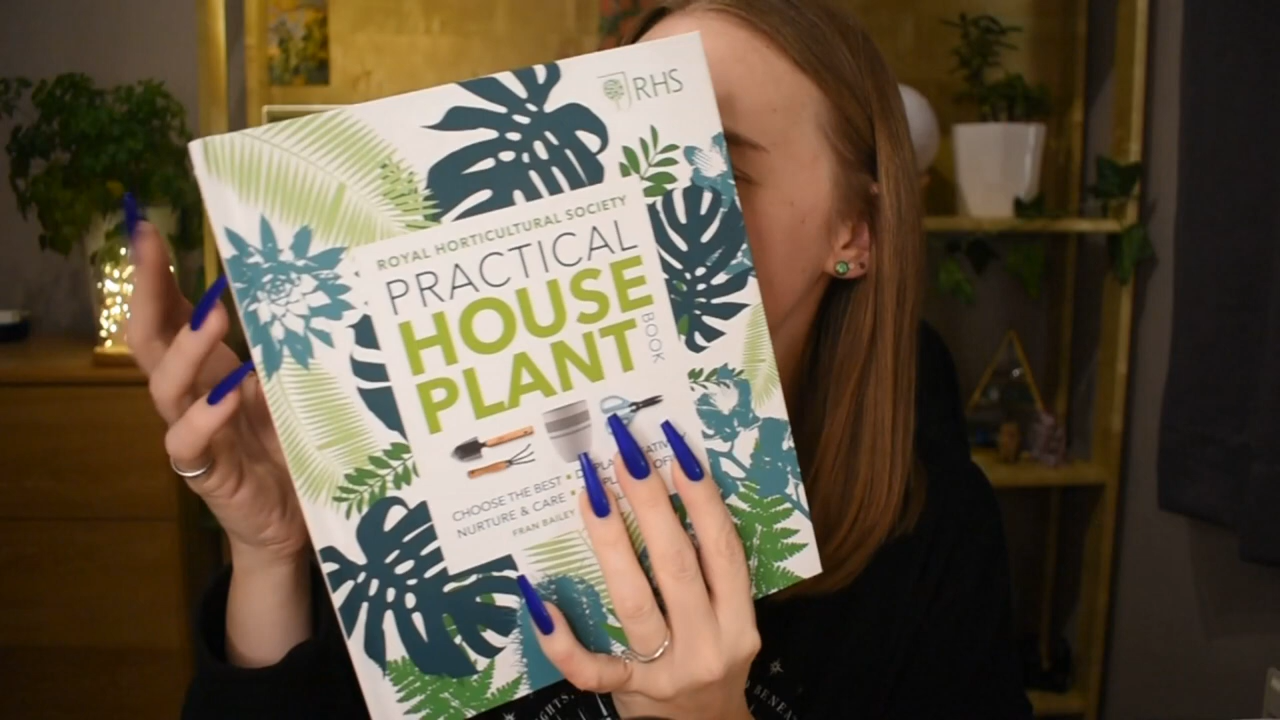 RHS
ROYAL HORTICULTURAL SOCIETY
PRACTICAL
HOUSE
PLANT
BOOK
CHOOSE THE BEST •
NURTURE & CARE •
FRAN BAILEY